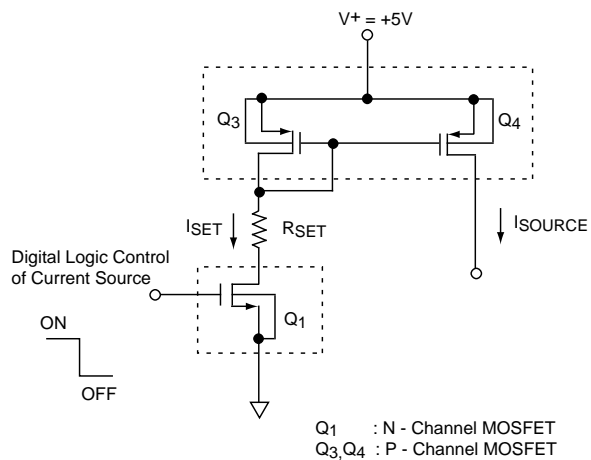 V+ = +5V
Q3
Q4
ISET
RSET
ISOURCE
Digital Logic Control
of Current Source
Q1
ON
OFF
Q1 : N - Channel MOSFET
Q3,Q4 : P - Channel MOSFET